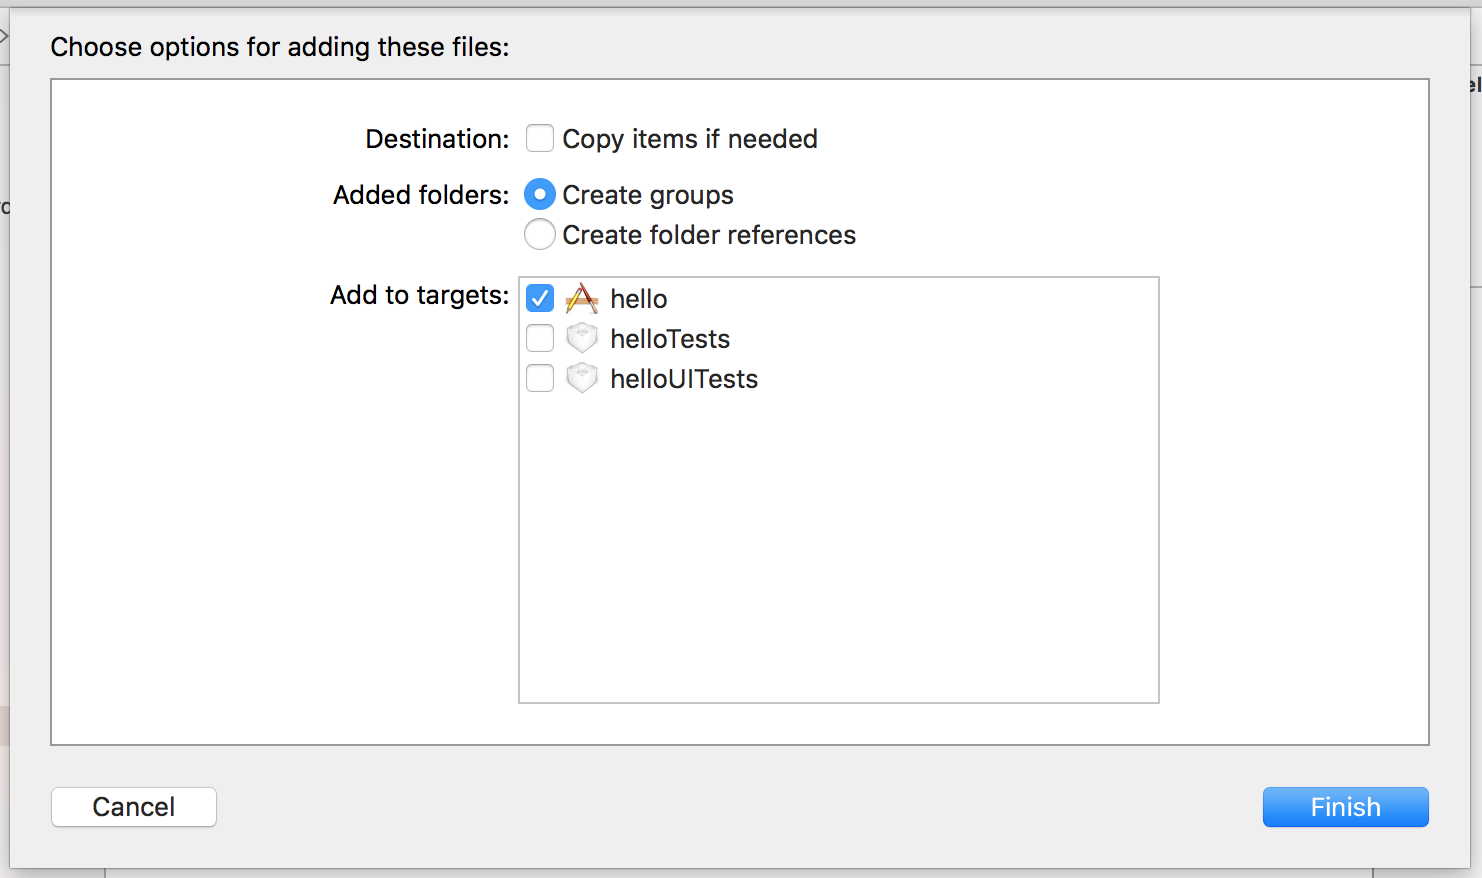 Choose options for adding these files:
Destination: Copy items if needed
Added folders: Create groups
Create folder references
Add to targets: hello
helloTests
helloUITests
Cancel Finish